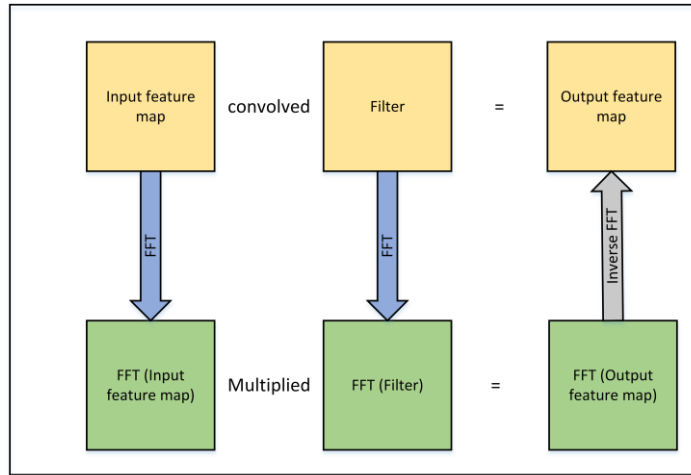 Input feature
map
convolved
Filter
=
Output feature
map
FFT
FFT
Inverse FFT
FFT (Input
feature map)
Multiplied
FFT (Filter)
=
FFT (Output
feature map)